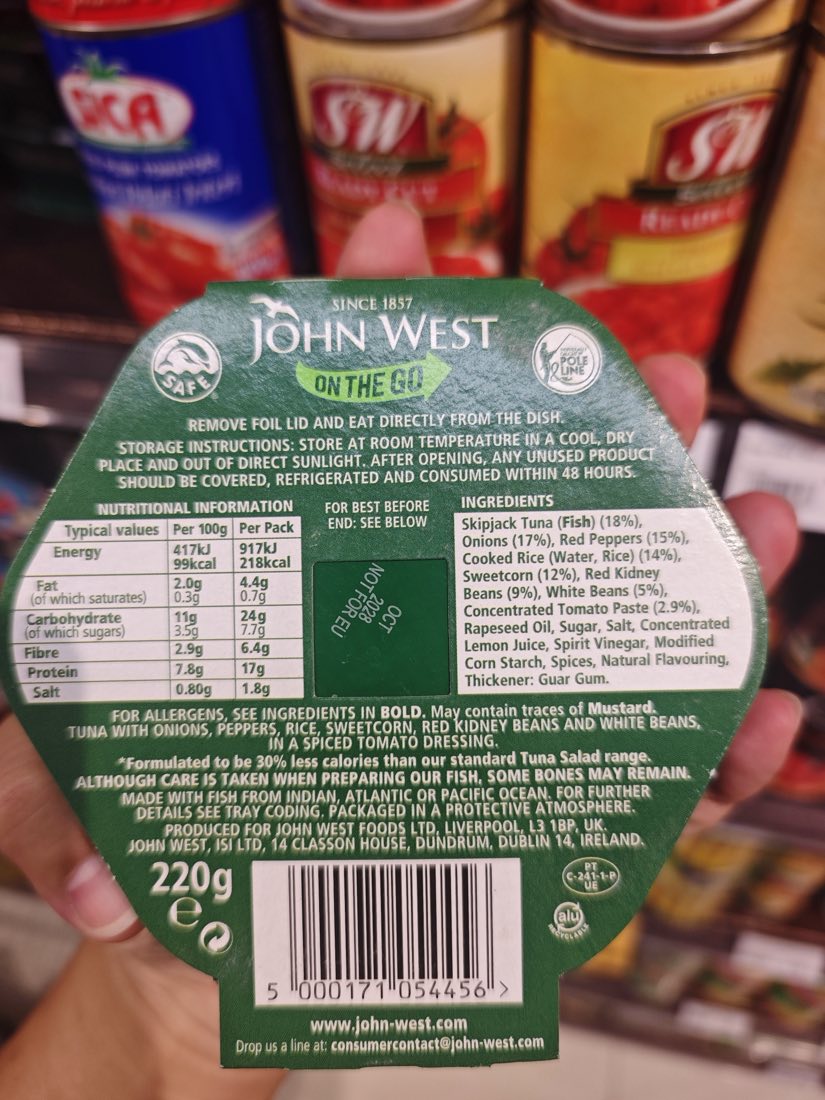 SICA
S&W
S&W
SINCE 1857
JOHN WEST
ON THE GO
SAFE
POLE
LINE
REMOVE FOIL LID AND EAT DIRECTLY FROM THE DISH.
STORAGE INSTRUCTIONS: STORE AT ROOM TEMPERATURE IN A COOL, DRY
PLACE AND OUT OF DIRECT SUNLIGHT. AFTER OPENING, ANY UNUSED PRODUCT
SHOULD BE COVERED, REFRIGERATED AND CONSUMED WITHIN 48 HOURS.
NUTRITIONAL INFORMATION
Typical values Per 100g Per Pack
Energy 417kJ 917kJ
99kcal 218kcal
Fat 2.0g 4.4g
(of which saturates) 0.3g 0.7g
Carbohydrate 11g 24g
(of which sugars) 3.5g 7.7g
Fibre 2.9g 6.4g
Protein 7.8g 17g
Salt 0.80g 1.8g
FOR BEST BEFORE
END: SEE BELOW
OCT
2028
NOT FOR EU
INGREDIENTS
Skipjack Tuna (Fish) (18%),
Onions (17%), Red Peppers (15%),
Cooked Rice (Water, Rice) (14%),
Sweetcorn (12%), Red Kidney
Beans (9%), White Beans (5%),
Concentrated Tomato Paste (2.9%),
Rapeseed Oil, Sugar, Salt, Concentrated
Lemon Juice, Spirit Vinegar, Modified
Corn Starch, Spices, Natural Flavouring,
Thickener: Guar Gum.
FOR ALLERGENS, SEE INGREDIENTS IN BOLD. May contain traces of Mustard.
TUNA WITH ONIONS, PEPPERS, RICE, SWEETCORN, RED KIDNEY BEANS AND WHITE BEANS,
IN A SPICED TOMATO DRESSING.
*Formulated to be 30% less calories than our standard Tuna Salad range.
ALTHOUGH CARE IS TAKEN WHEN PREPARING OUR FISH, SOME BONES MAY REMAIN.
MADE WITH FISH FROM INDIAN, ATLANTIC OR PACIFIC OCEAN. FOR FURTHER
DETAILS SEE TRAY CODING, PACKAGED IN A PROTECTIVE ATMOSPHERE.
PRODUCED FOR JOHN WEST FOODS LTD, LIVERPOOL, L3 1BP, UK.
JOHN WEST, ISI LTD, 14 CLASSON HOUSE, DUNDRUM, DUBLIN 14, IRELAND.
220g
e
PT
C-241-1-P
UE
alu
RECYCLABLE
5 000171 054456 >
www.john-west.com
Drop us a line at: consumercontact@john-west.com